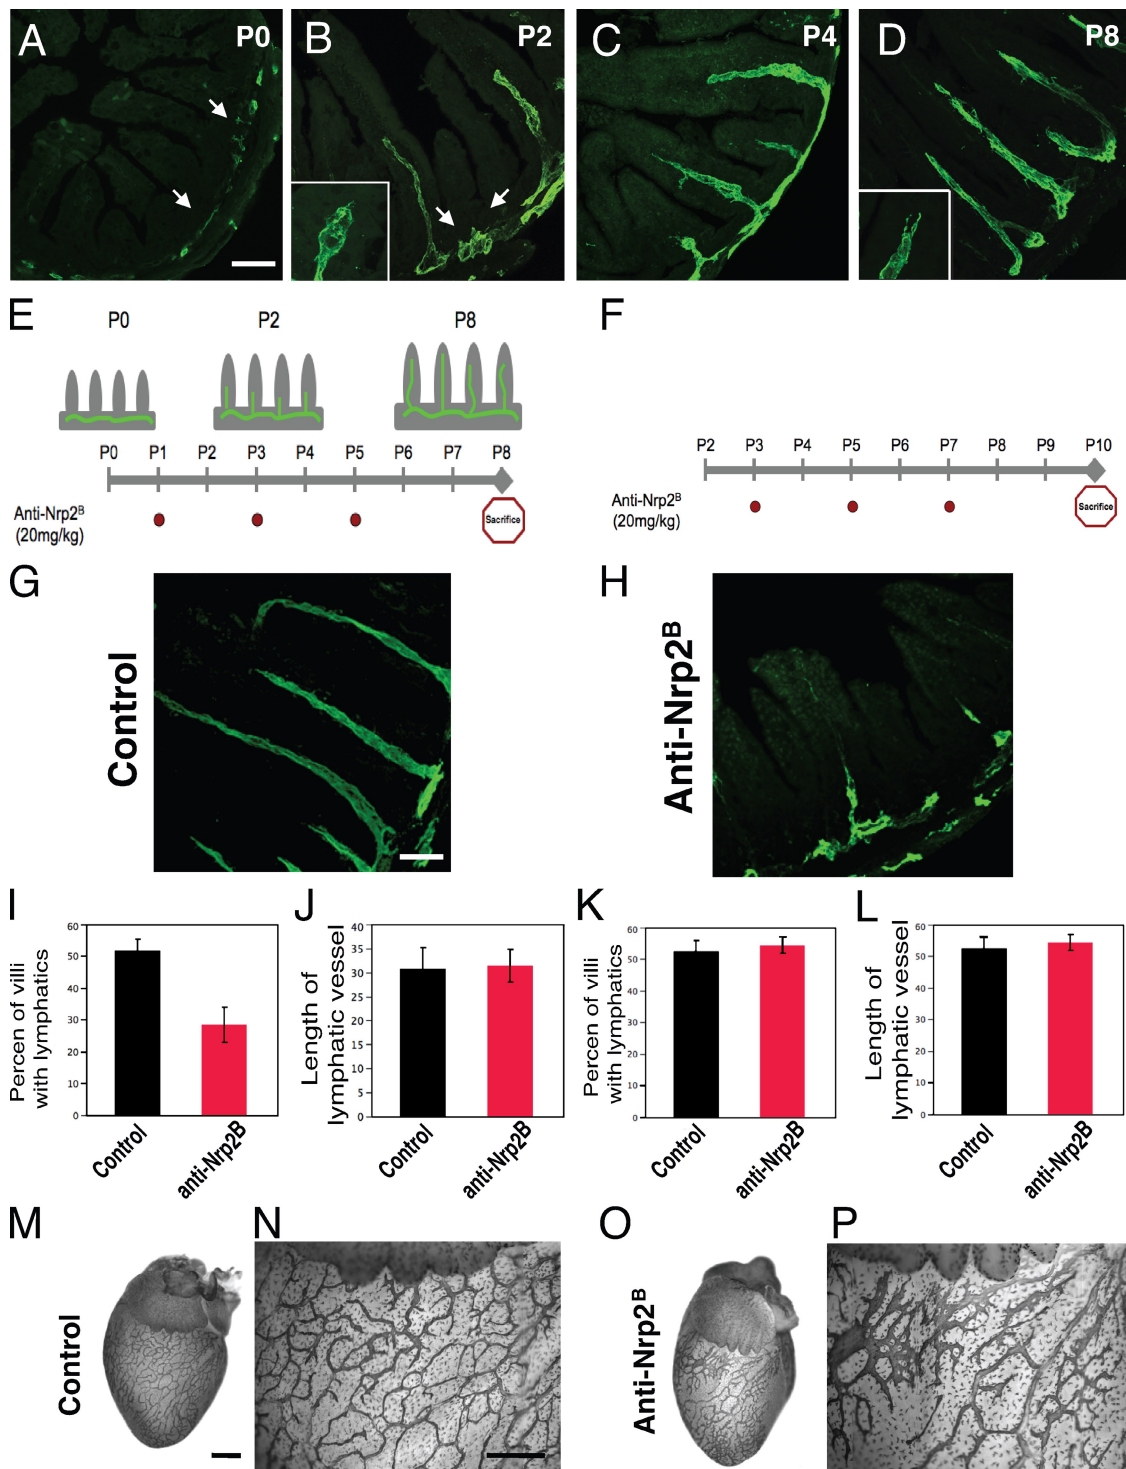 A
P0
B
P2
C
P4
D
P8
E
P0
P2
P8
P0 P1 P2 P3 P4 P5 P6 P7 P8
Anti-Nrp2B
(20mg/kg)
Sacrifice
F
P2 P3 P4 P5 P6 P7 P8 P9 P10
Anti-Nrp2B
(20mg/kg)
Sacrifice
G
Control
H
Anti-Nrp2B
I
Percen of villi
with lymphatics
60
50
40
30
20
10
0
Control
anti-Nrp2B
J
Length of
lymphatic vessel
40
35
30
25
20
15
10
5
0
Control
anti-Nrp2B
K
Percen of villi
with lymphatics
60
50
40
30
20
10
0
Control
anti-Nrp2B
L
Length of
lymphatic vessel
60
50
40
30
20
10
0
Control
anti-Nrp2B
M
Control
N
O
Anti-Nrp2B
P